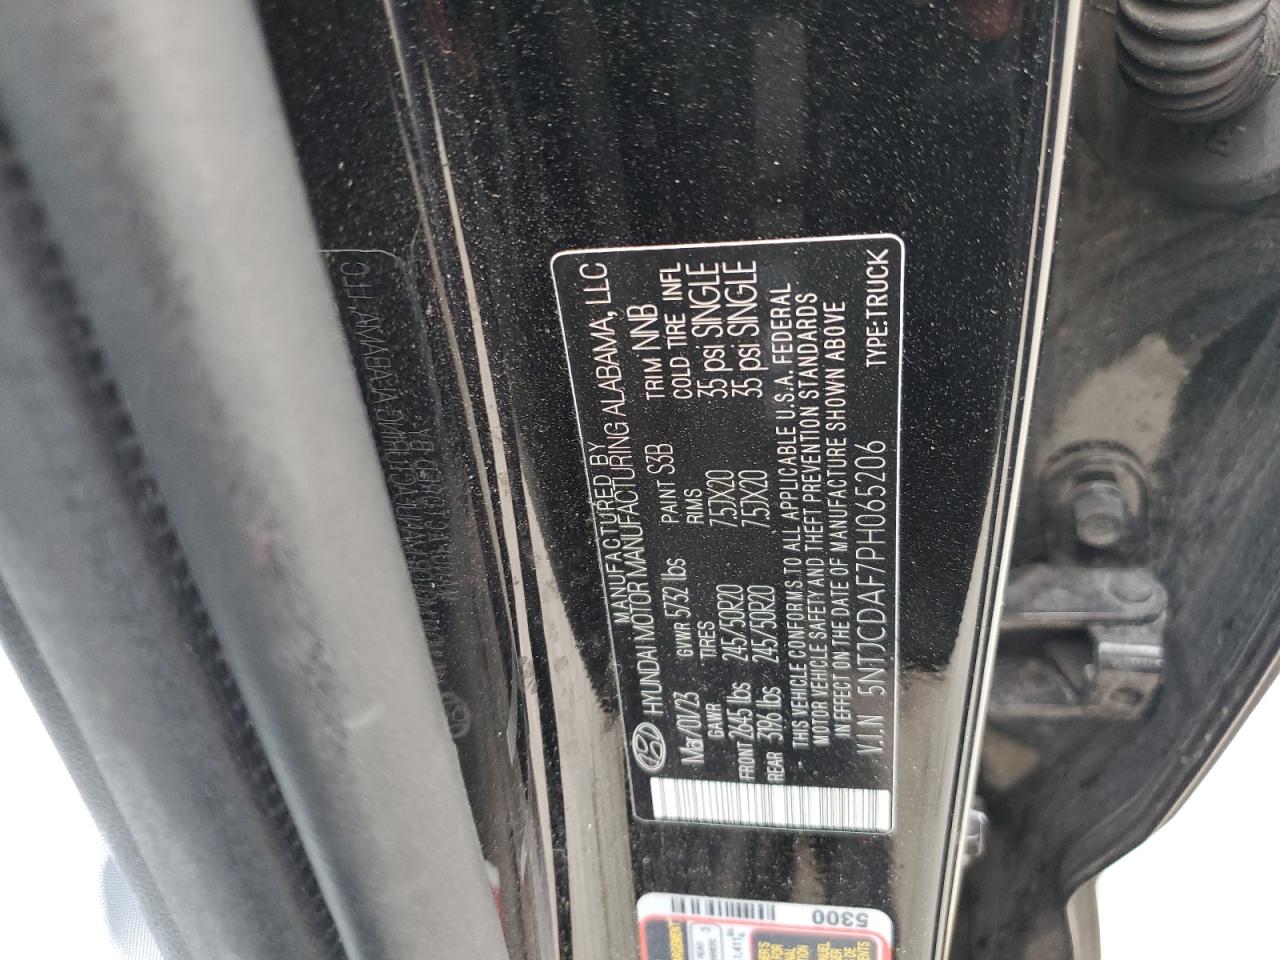 MANUFACTURED BY
HYUNDAI MOTOR MANUFACTURING ALABAMA, LLC
Mar/01/23 GVWR 5732 lbs PAINT S3B TRIM NNB
GAWR TIRES RIMS COLD TIRE INFL
FRONT 2645 lbs 245/50R20 7.5JX20 35 psi SINGLE
REAR 3196 lbs 245/50R20 7.5JX20 35 psi SINGLE
THIS VEHICLE CONFORMS TO ALL APPLICABLE U.S.A. FEDERAL
MOTOR VEHICLE SAFETY AND THEFT PREVENTION STANDARDS
IN EFFECT ON THE DATE OF MANUFACTURE SHOWN ABOVE
V.I.N 5NTJCDAF7PH065206 TYPE:TRUCK
5300